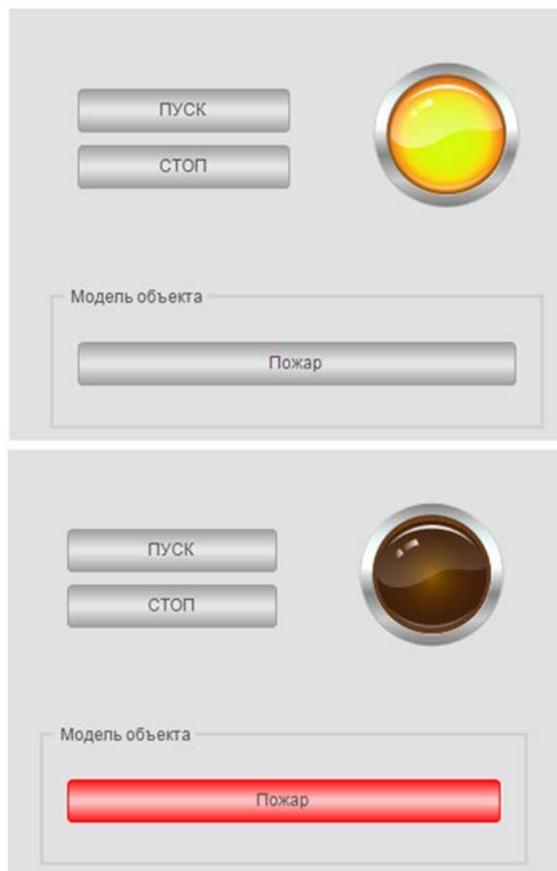 ПУСК
СТОП
Модель объекта
Пожар
ПУСК
СТОП
Модель объекта
Пожар